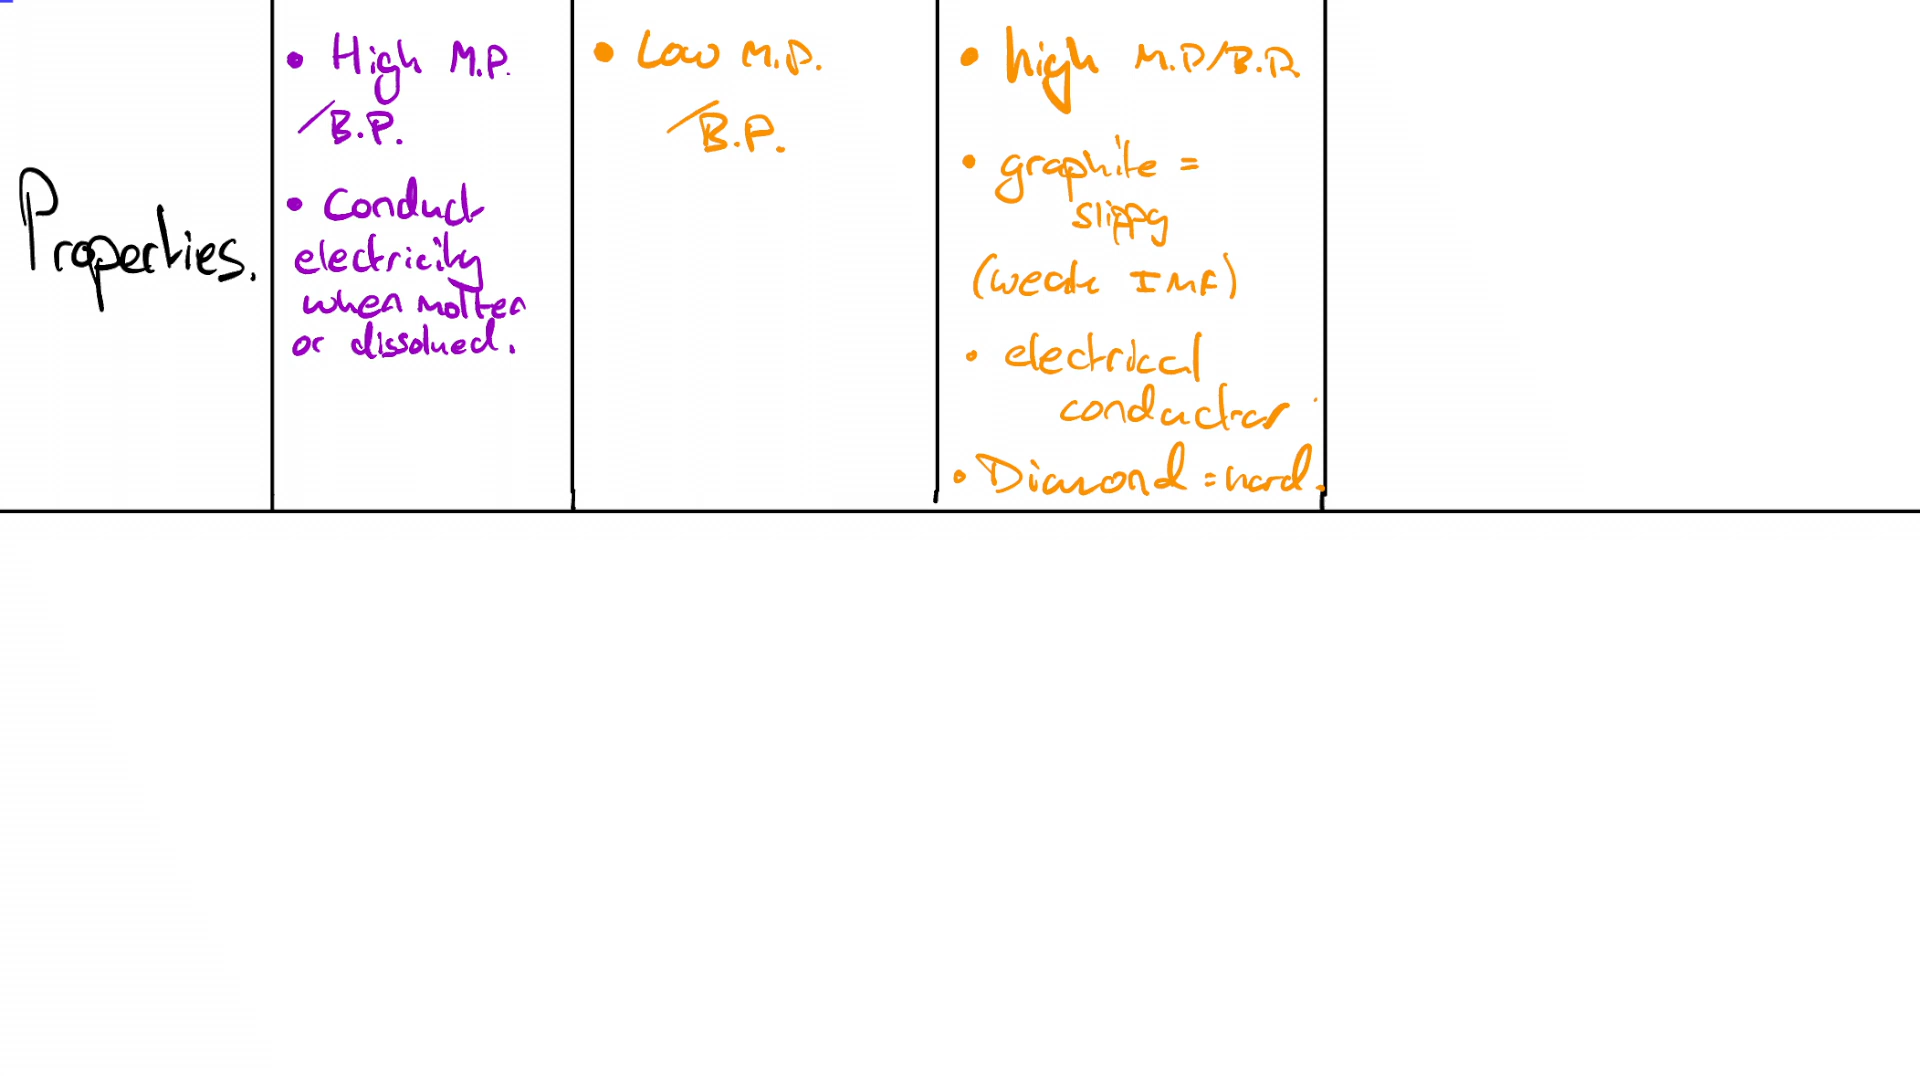 Properties.
• High M.P.
/B.P.
• Conduct
electricity
when molten
or dissolved.
• Low M.P.
/B.P.
• high M.P/B.P.
• graphite =
slippy
(weak IMF)
• electrical
conductor
• Diamond = hard.